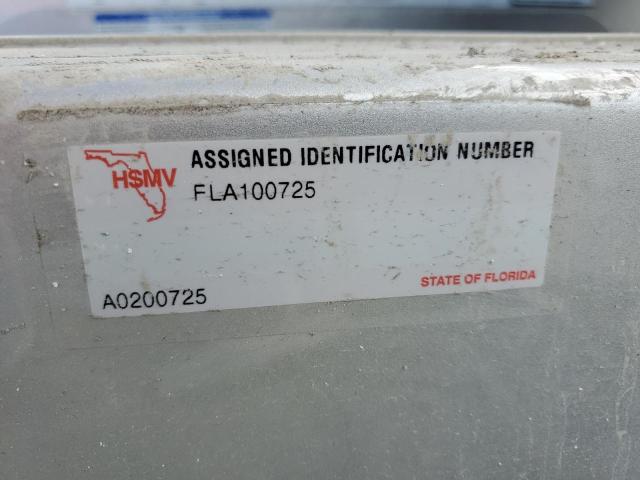 HSMV
ASSIGNED IDENTIFICATION NUMBER
FLA100725
A0200725
STATE OF FLORIDA